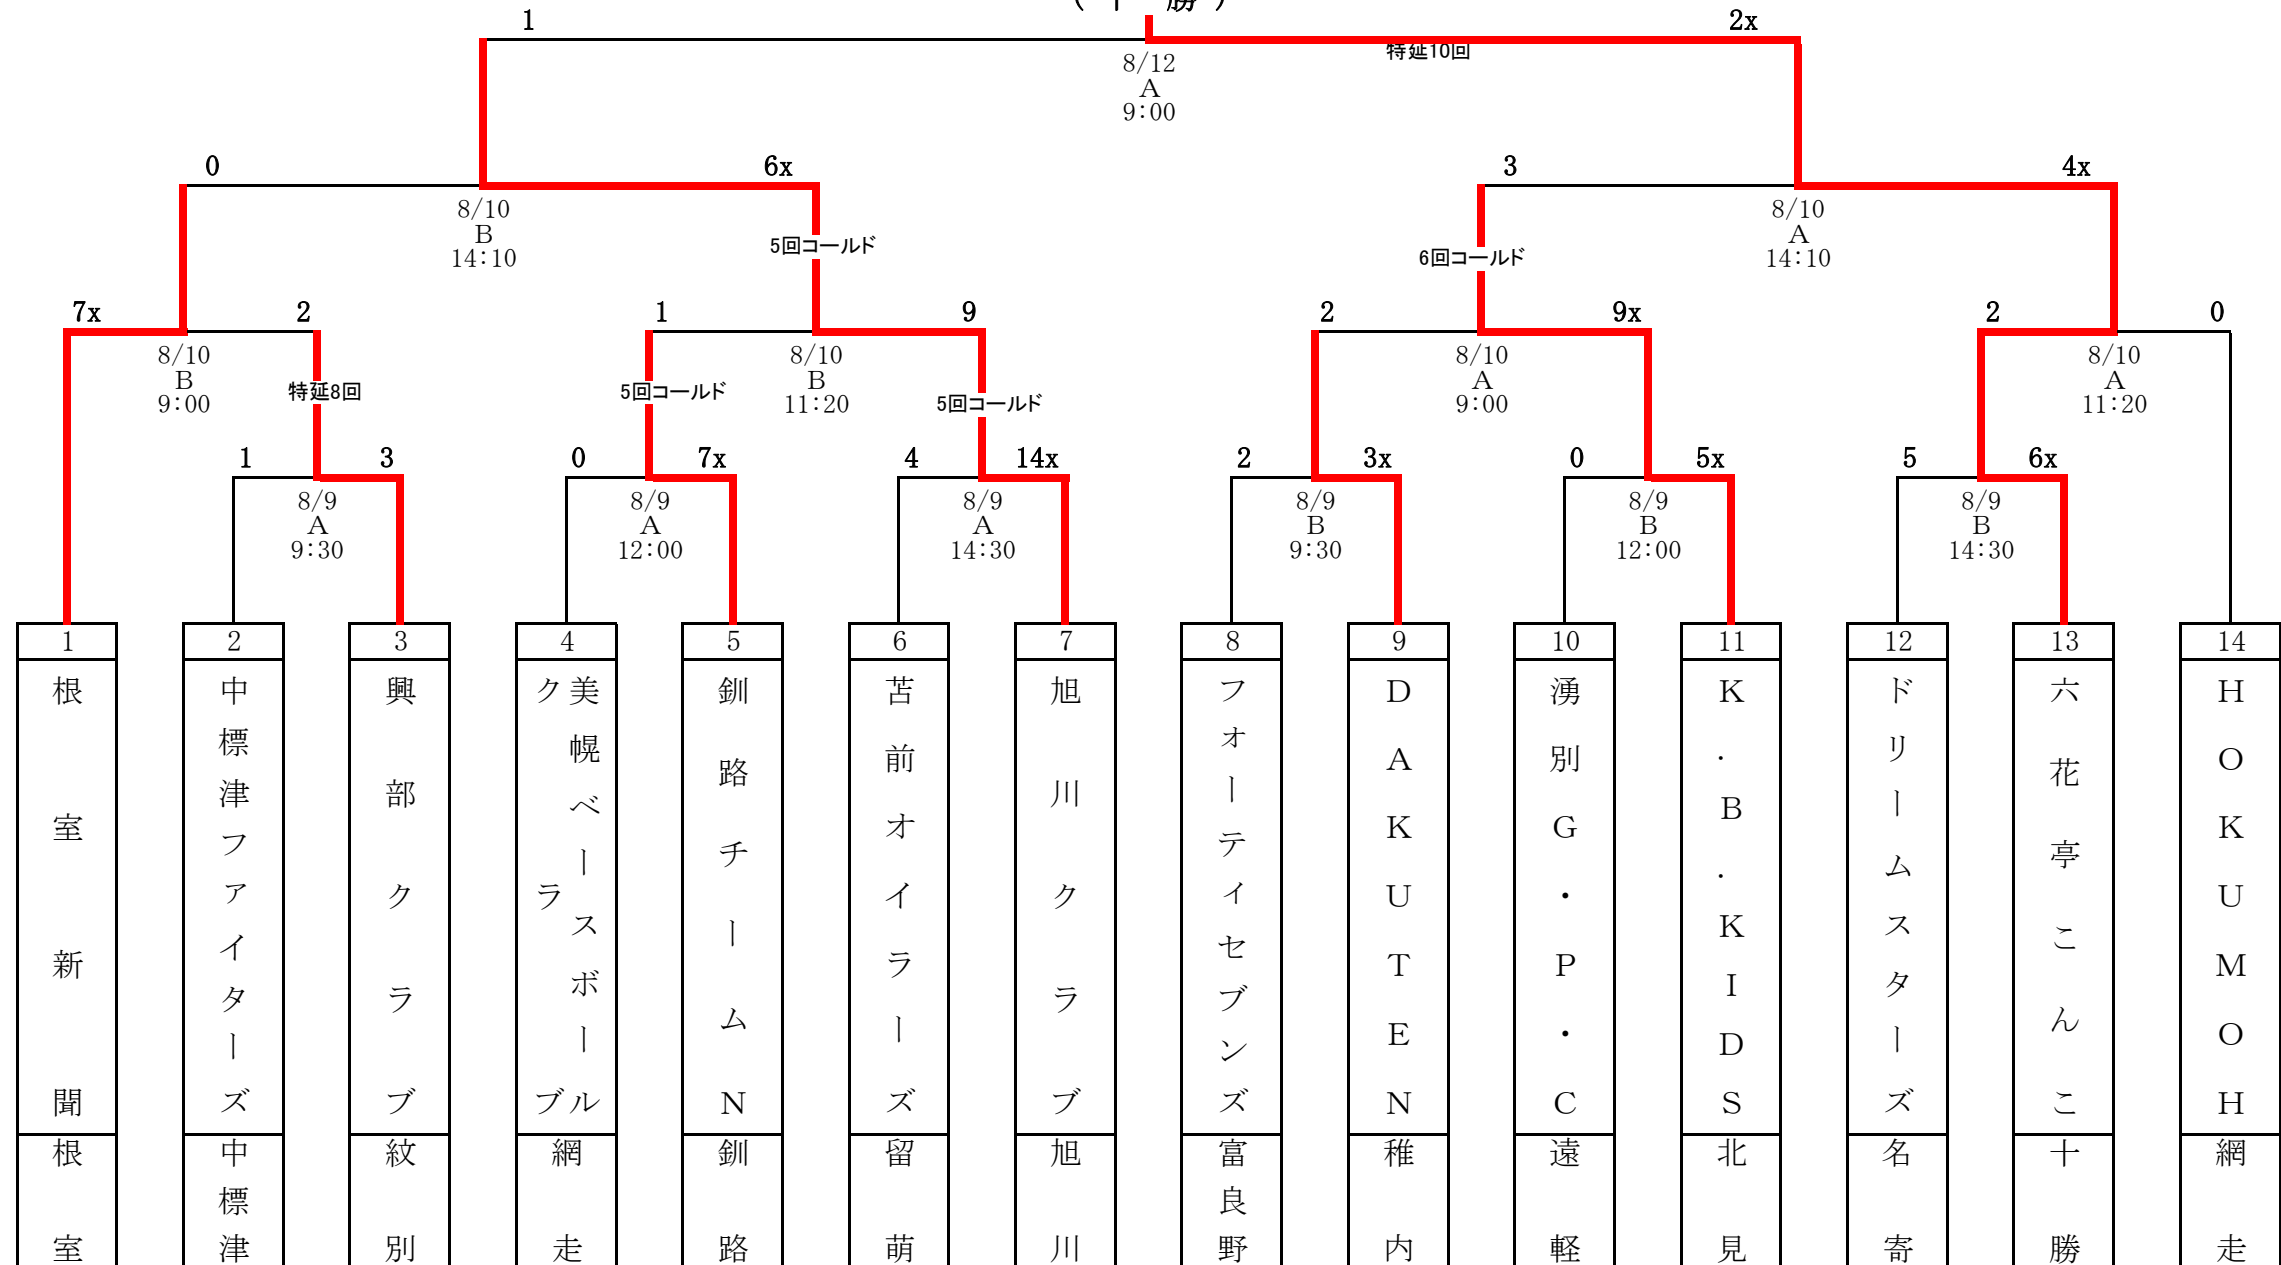 (十勝)
1
2x
特延10回
8/12
A
9:00
0
6x
3
4x
8/10
B
14:10
8/10
A
14:10
5回コールド
6回コールド
7x
2
1
9
2
9x
2
0
8/10
B
9:00
8/10
B
11:20
8/10
A
9:00
8/10
A
11:20
特延8回
5回コールド
5回コールド
1
3
0
7x
4
14x
2
3x
0
5x
5
6x
8/9
A
9:30
8/9
A
12:00
8/9
A
14:30
8/9
B
9:30
8/9
B
12:00
8/9
B
14:30
1
根室新聞
根室
2
中標津ファイターズ
中標津
3
興部クラブ
紋別
4
美幌ベースボール
クラブ
網走
5
釧路チームN
釧路
6
苫前オイラーズ
留萌
7
旭川クラブ
旭川
8
フォーティセブンズ
富良野
9
DAKUTEN
稚内
10
湧別G・P・C
遠軽
11
K.B.KIDS
北見
12
ドリームスターズ
名寄
13
六花亭こんこ
十勝
14
HOKUMOH
網走